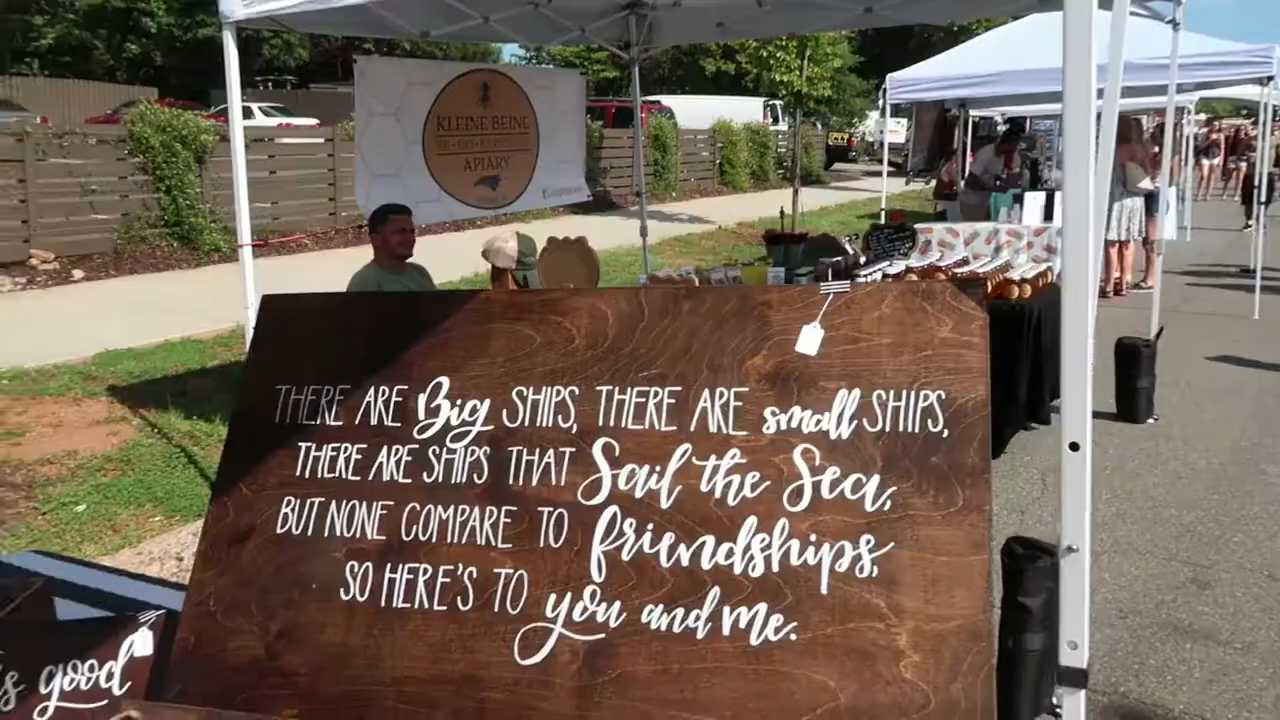 KLEINE BEINE
APIARY
THERE ARE Big SHIPS, THERE ARE small SHIPS,
THERE ARE SHIPS THAT Sail the Sea,
BUT NONE COMPARE TO friendships,
SO HERE'S TO you and me.
s good